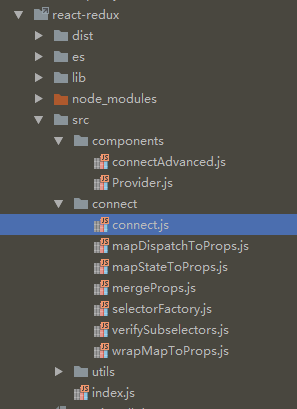 react-redux
dist
es
lib
node_modules
src
components
connectAdvanced.js
Provider.js
connect
connect.js
mapDispatchToProps.js
mapStateToProps.js
mergeProps.js
selectorFactory.js
verifySubselectors.js
wrapMapToProps.js
utils
index.js